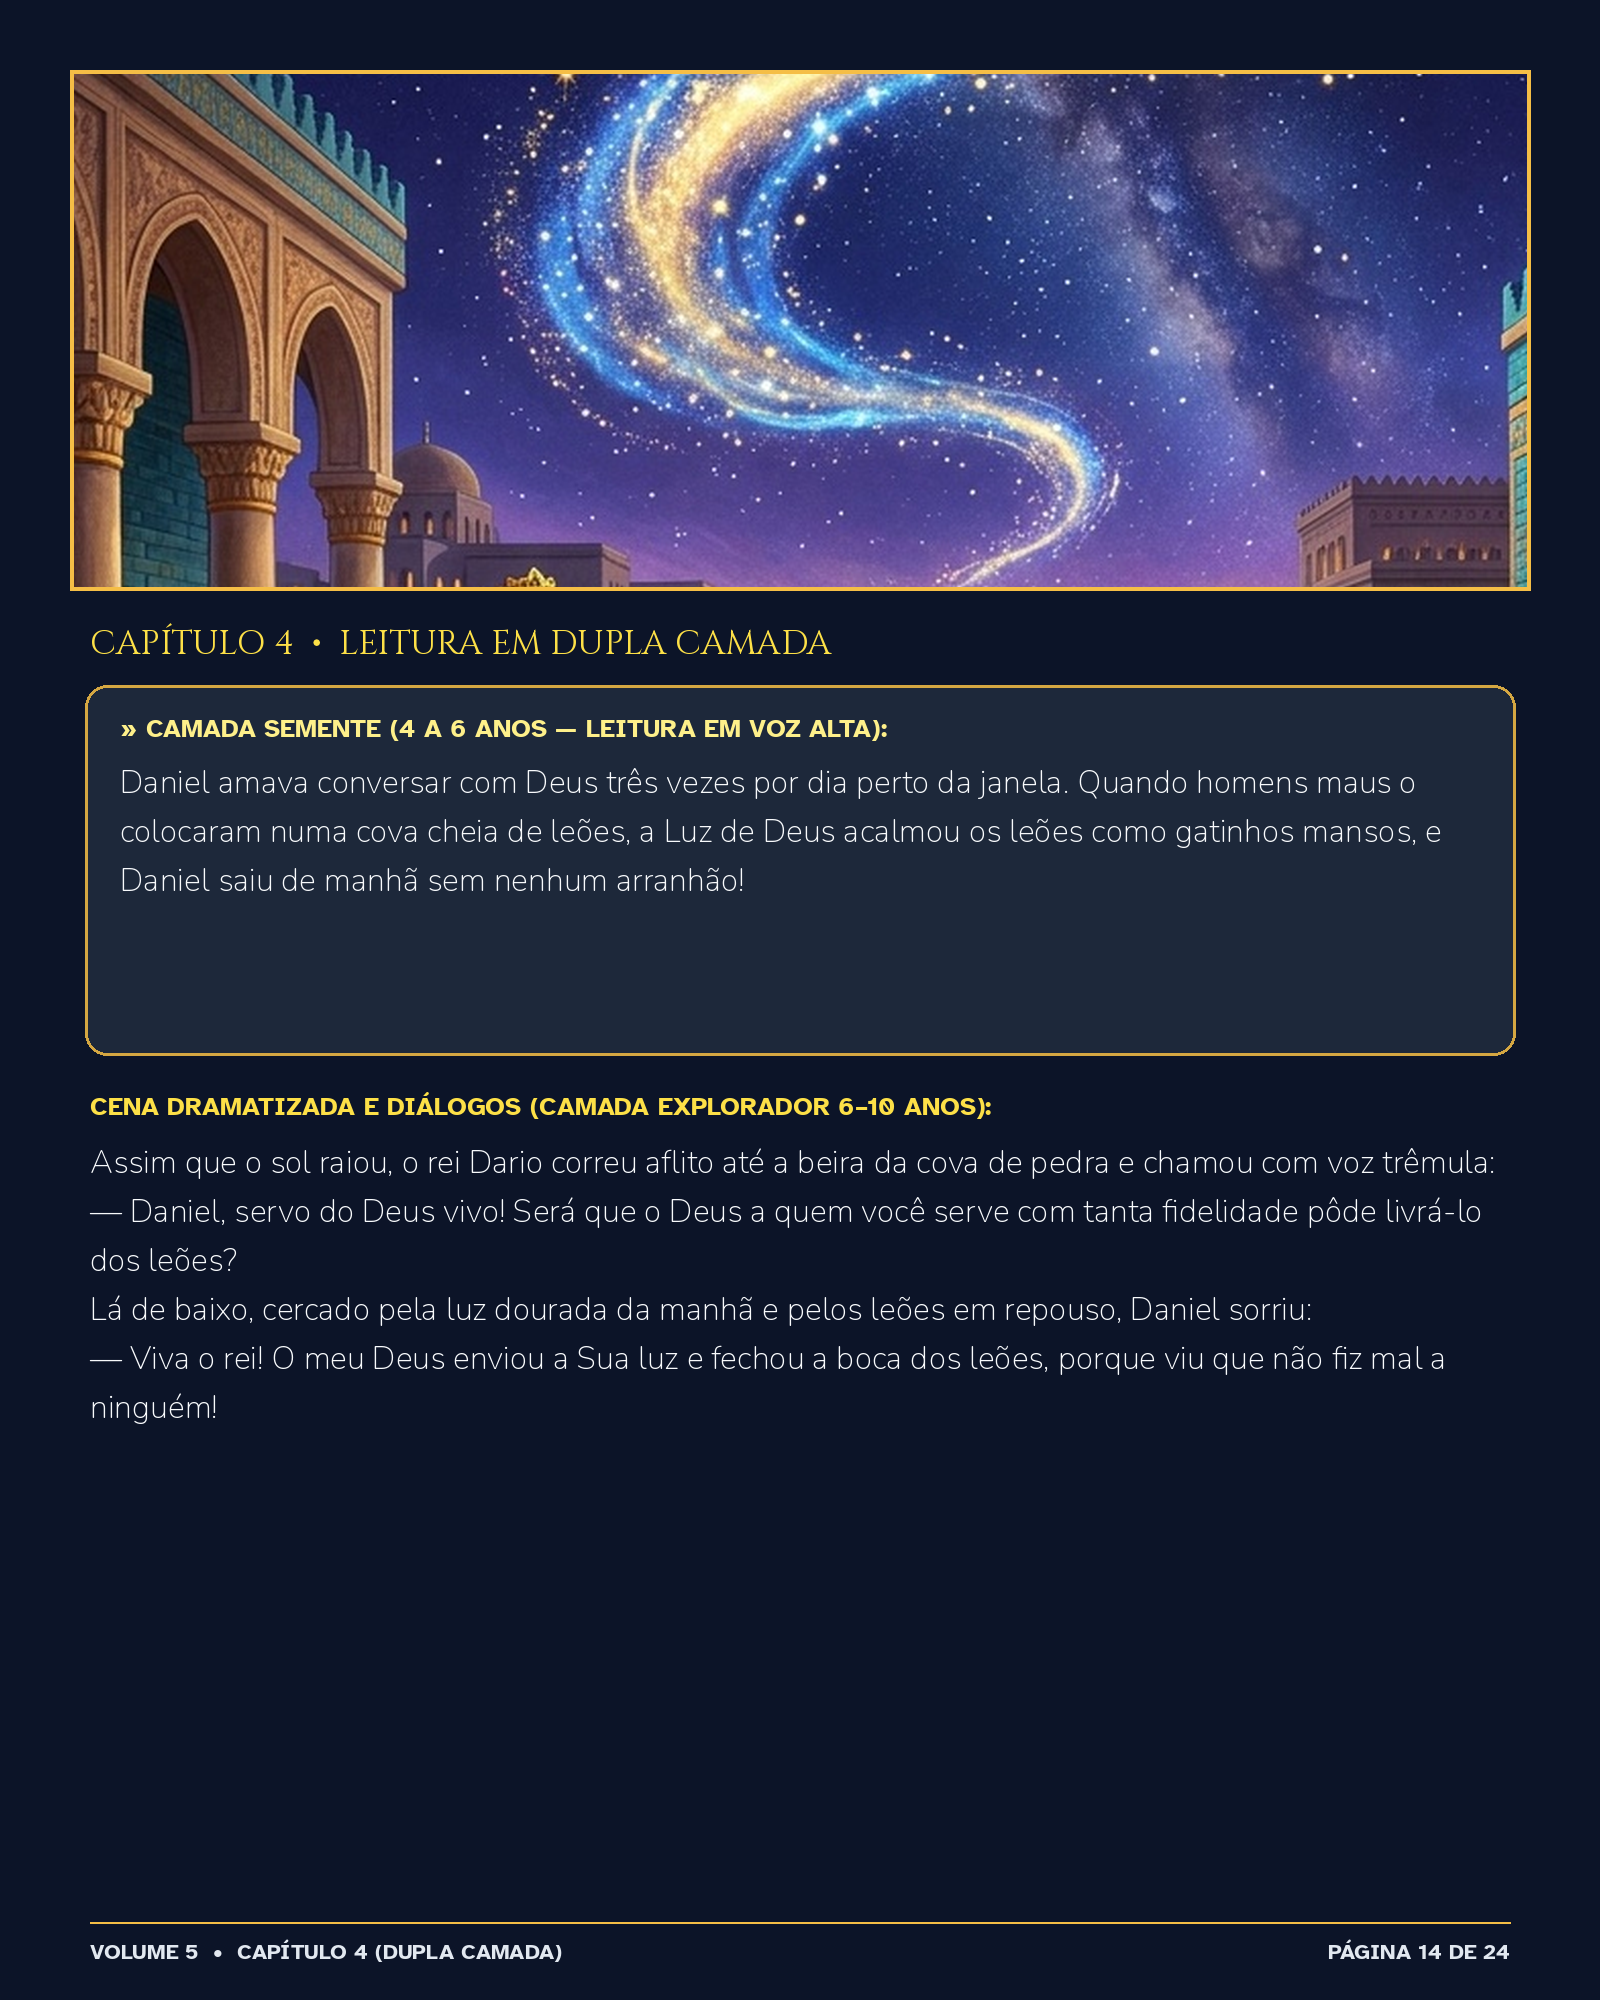 CAPÍTULO 4 • LEITURA EM DUPLA CAMADA
» CAMADA SEMENTE (4 A 6 ANOS — LEITURA EM VOZ ALTA):
Daniel amava conversar com Deus três vezes por dia perto da janela. Quando homens maus o
colocaram numa cova cheia de leões, a Luz de Deus acalmou os leões como gatinhos mansos, e
Daniel saiu de manhã sem nenhum arranhão!
CENA DRAMATIZADA E DIÁLOGOS (CAMADA EXPLORADOR 6–10 ANOS):
Assim que o sol raiou, o rei Dario correu aflito até a beira da cova de pedra e chamou com voz trêmula:
— Daniel, servo do Deus vivo! Será que o Deus a quem você serve com tanta fidelidade pôde livrá-lo
dos leões?
Lá de baixo, cercado pela luz dourada da manhã e pelos leões em repouso, Daniel sorriu:
— Viva o rei! O meu Deus enviou a Sua luz e fechou a boca dos leões, porque viu que não fiz mal a
ninguém!
VOLUME 5 • CAPÍTULO 4 (DUPLA CAMADA)
PÁGINA 14 DE 24